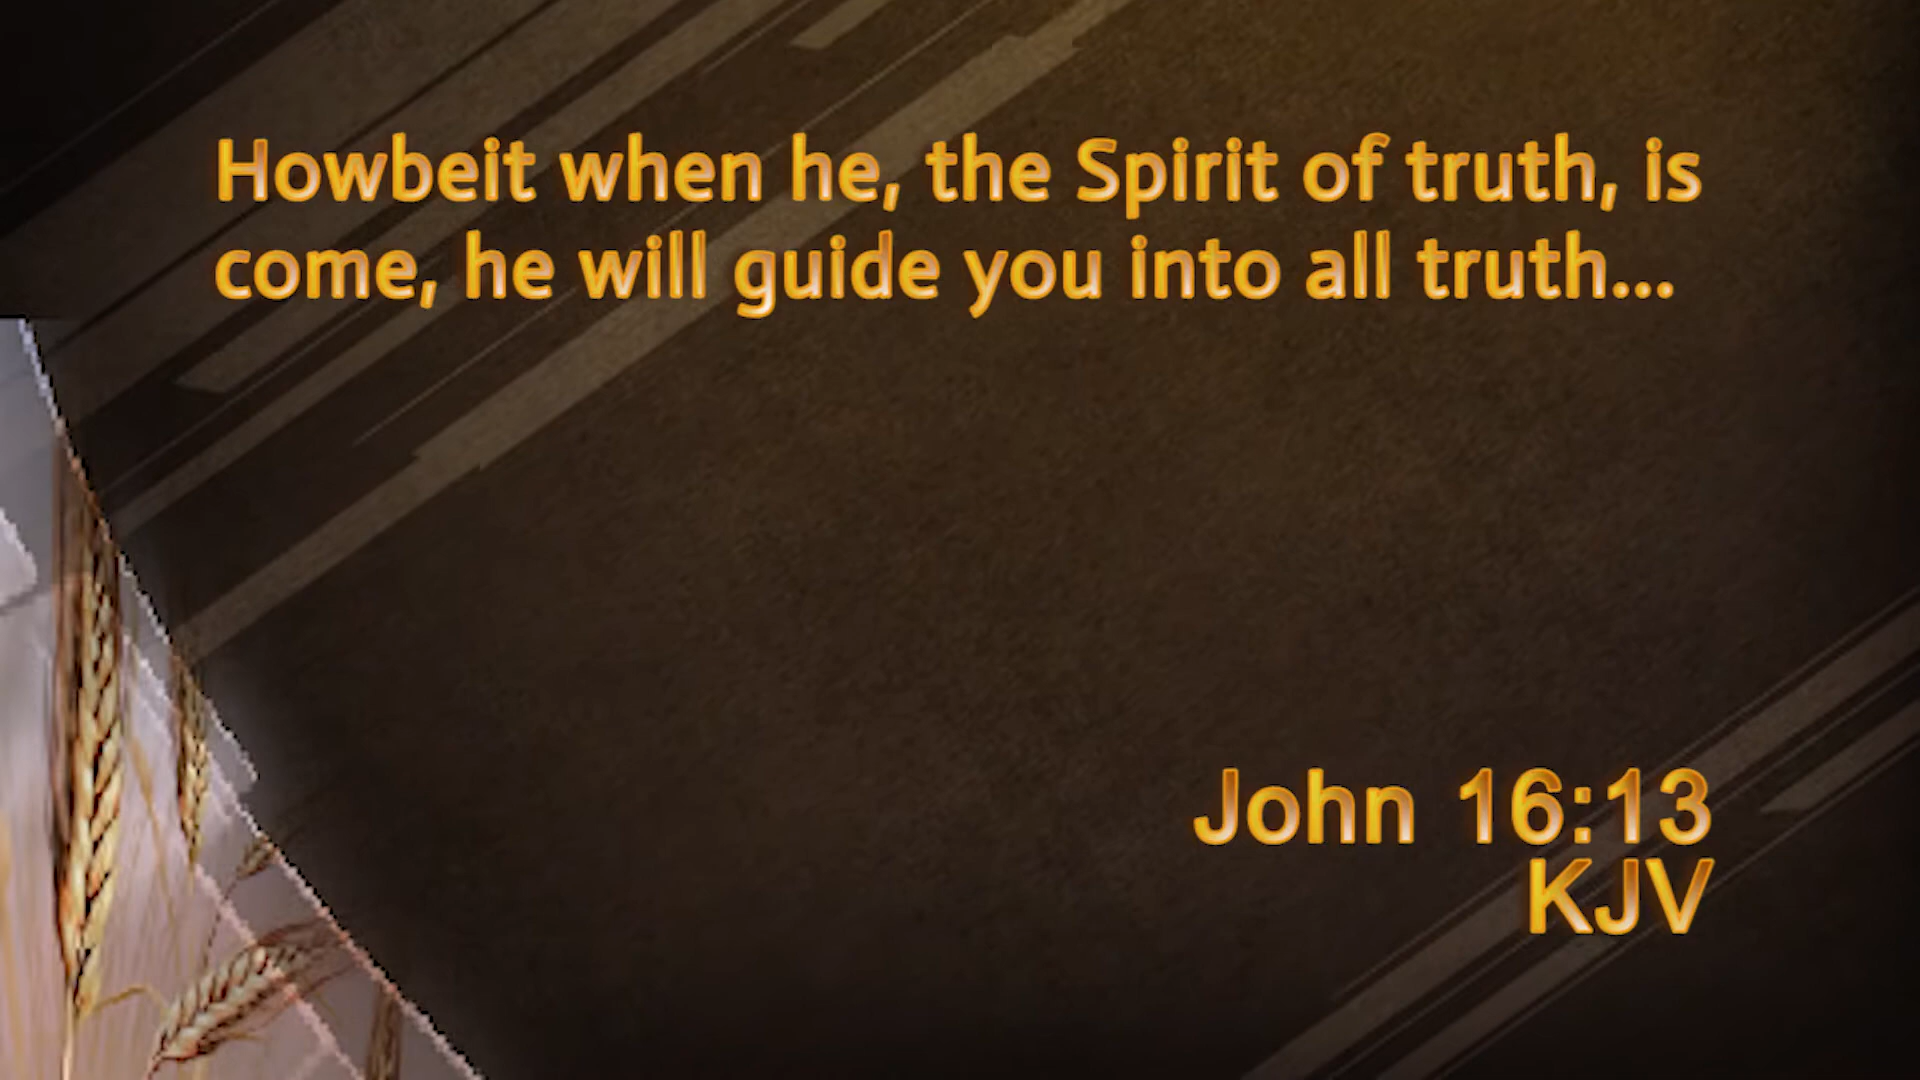 Howbeit when he, the Spirit of truth, is
come, he will guide you into all truth...
John 16:13
KJV